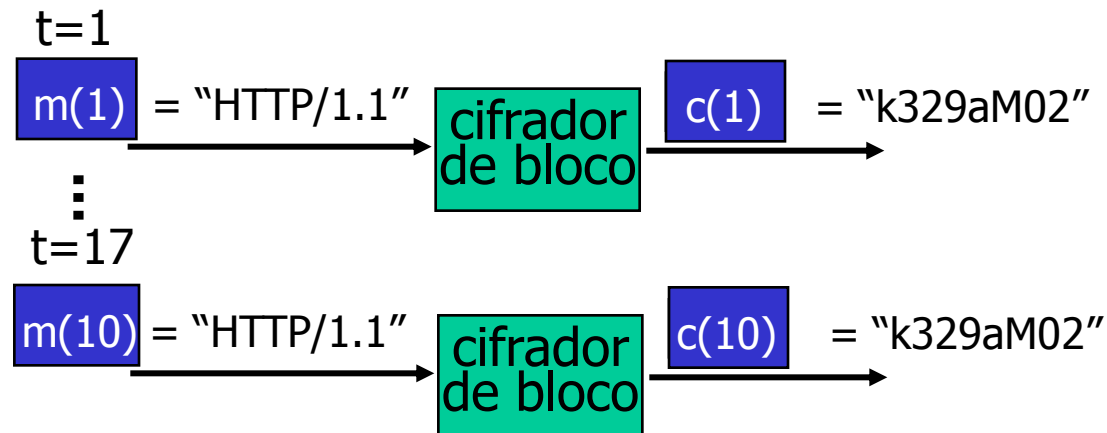 t=1
m(1) = “HTTP/1.1” cifrador de bloco c(1) = “k329aM02”
⋮
t=17
m(10) = “HTTP/1.1” cifrador de bloco c(10) = “k329aM02”